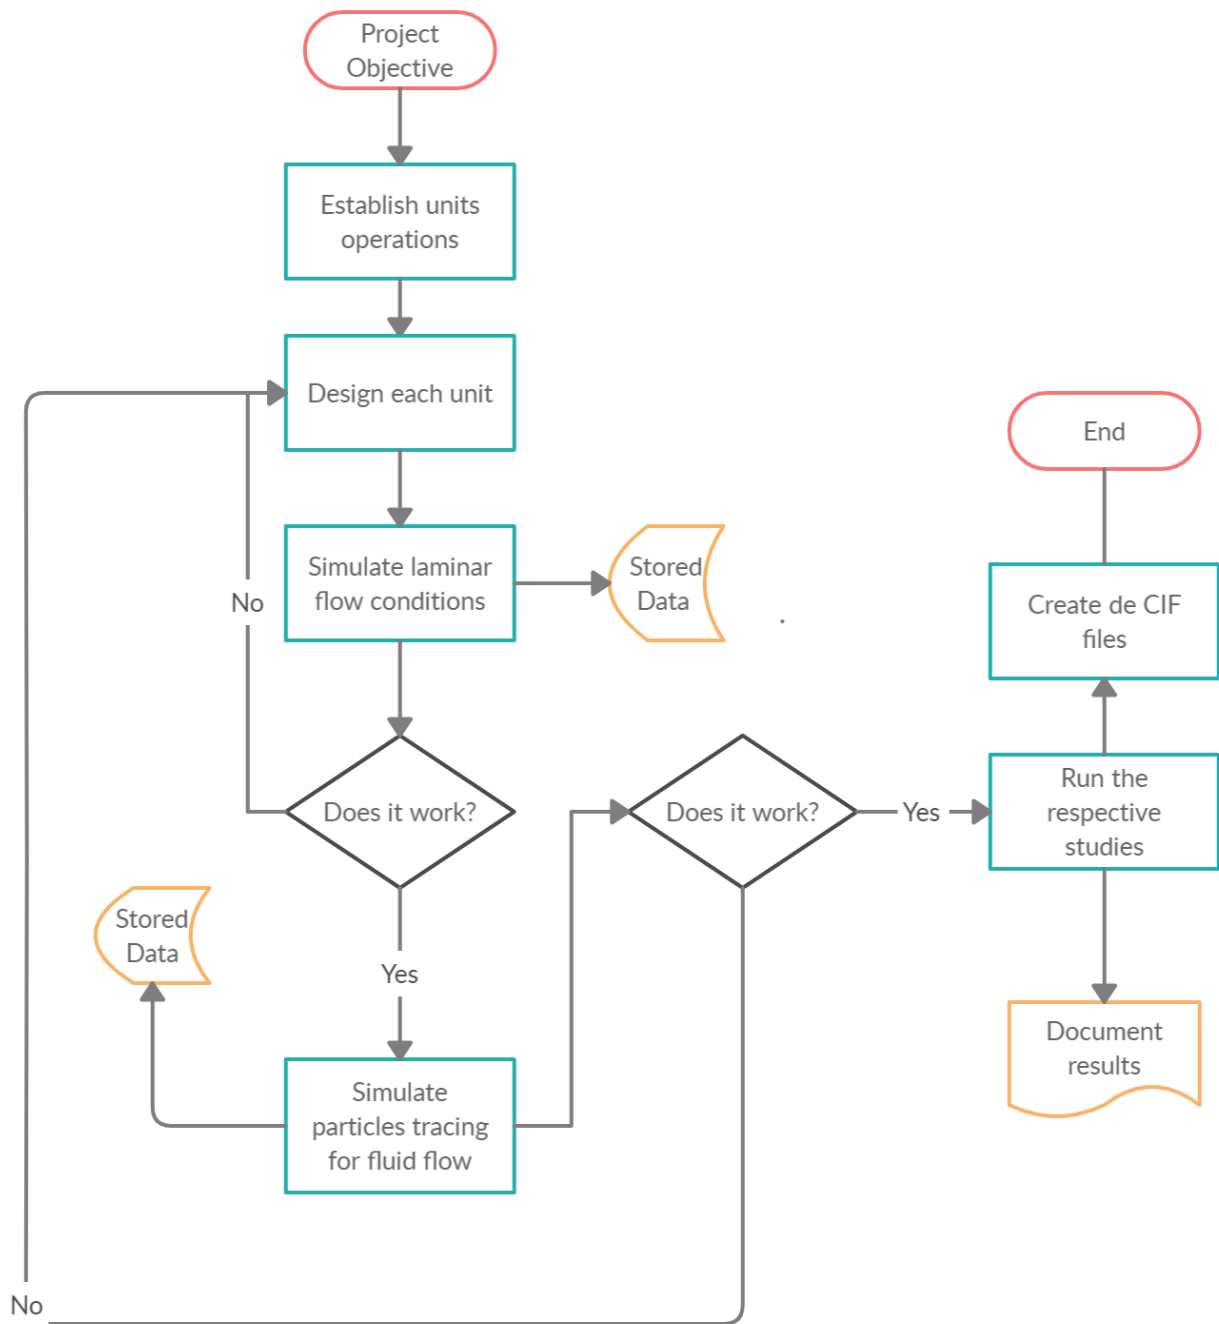 Project
Objective
Establish units
operations
Design each unit
End
Simulate laminar
flow conditions
Stored
Data
No
Create de CIF
files
Does it work?
Does it work?
Yes
Run the
respective
studies
Stored
Data
Yes
Document
results
Simulate
particles tracing
for fluid flow
No